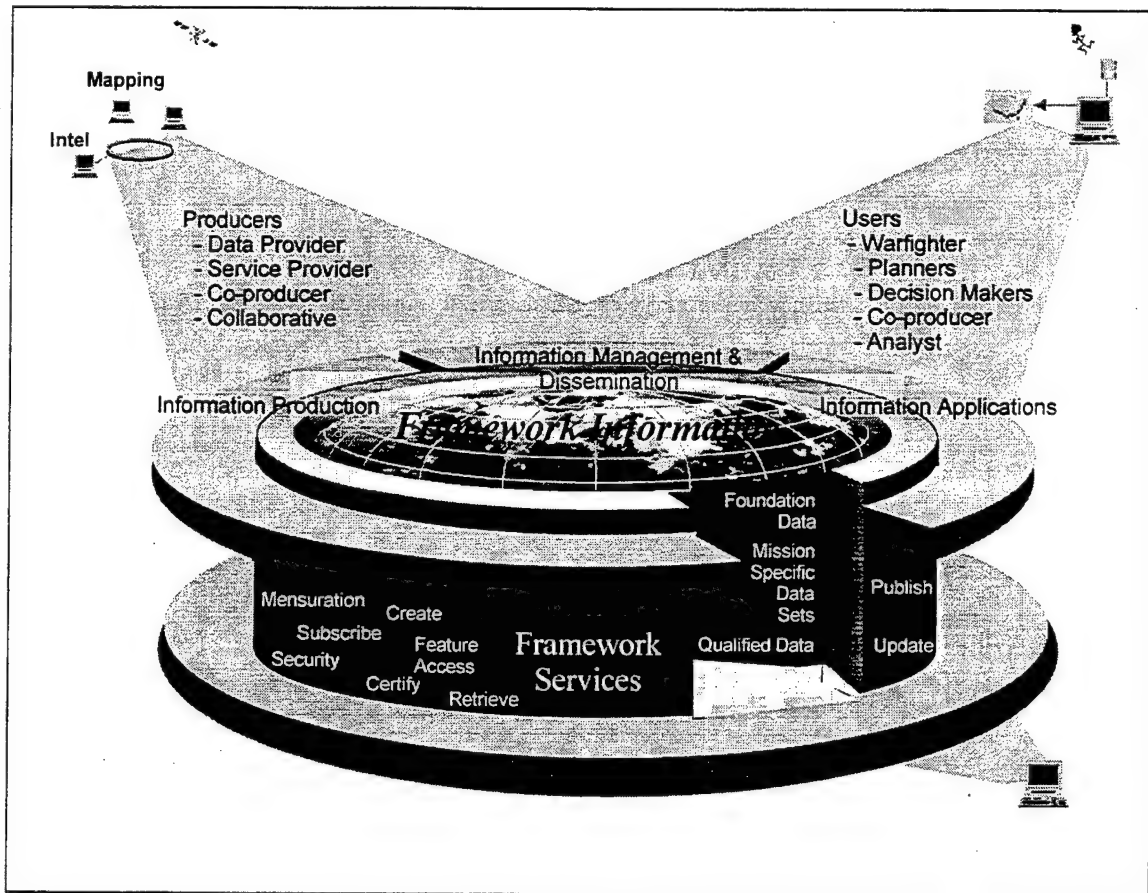 Mapping
Intel
Producers
- Data Provider
- Service Provider
- Co-producer
- Collaborative
Users
- Warfighter
- Planners
- Decision Makers
- Co-producer
- Analyst
Information Management &
Dissemination
Information Production
Information Applications
Framework
Foundation
Data
Mission
Specific
Data
Sets
Qualified Data
Publish
Update
Mensuration
Create
Subscribe
Feature
Access
Security
Certify
Retrieve
Framework
Services